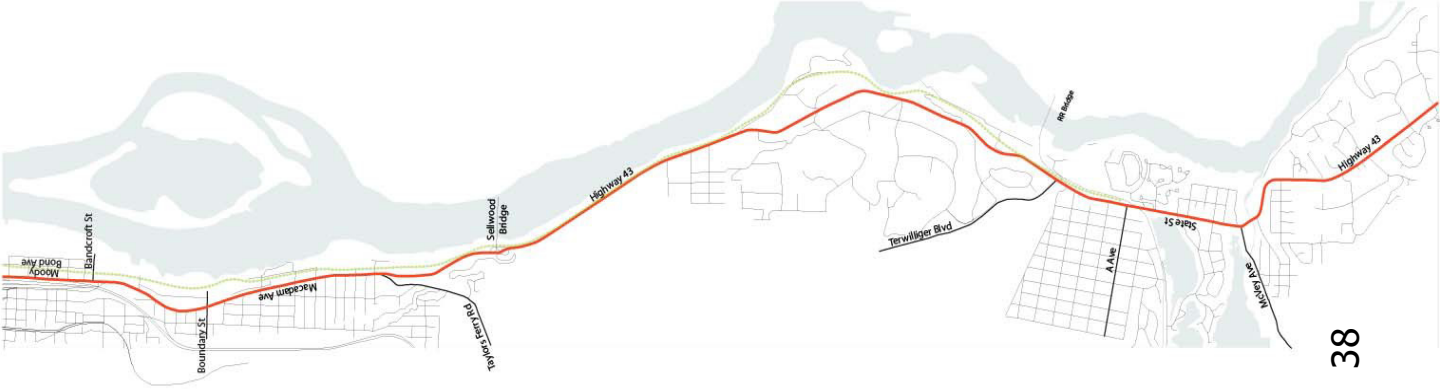 Moody
Bond Ave
Bandcroft St
Boundary St
Macadam Ave
Taylors Ferry Rd
Sellwood
Bridge
Highway 43
Terwilliger Blvd
RR Bridge
A Ave
State St
McVey Ave
Highway 43
38